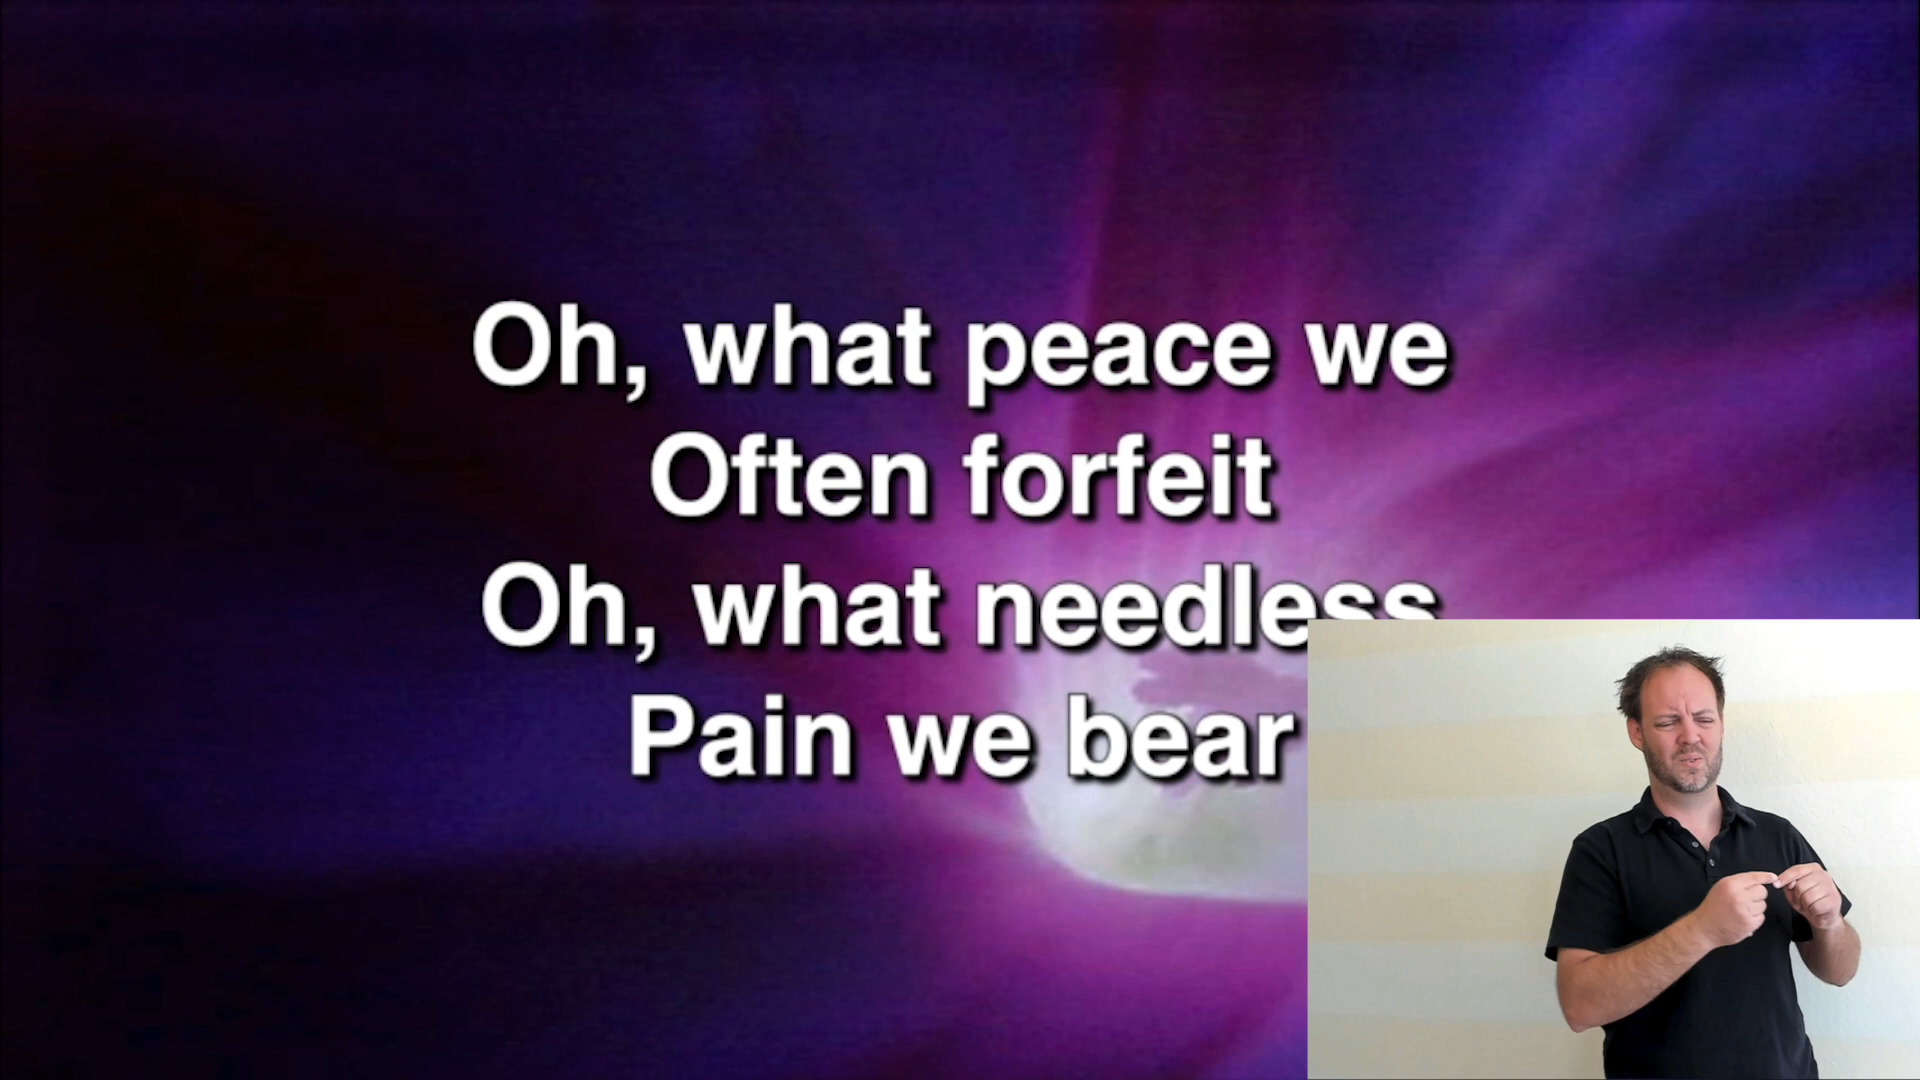 Oh, what peace we
Often forfeit
Oh, what needless
Pain we bear